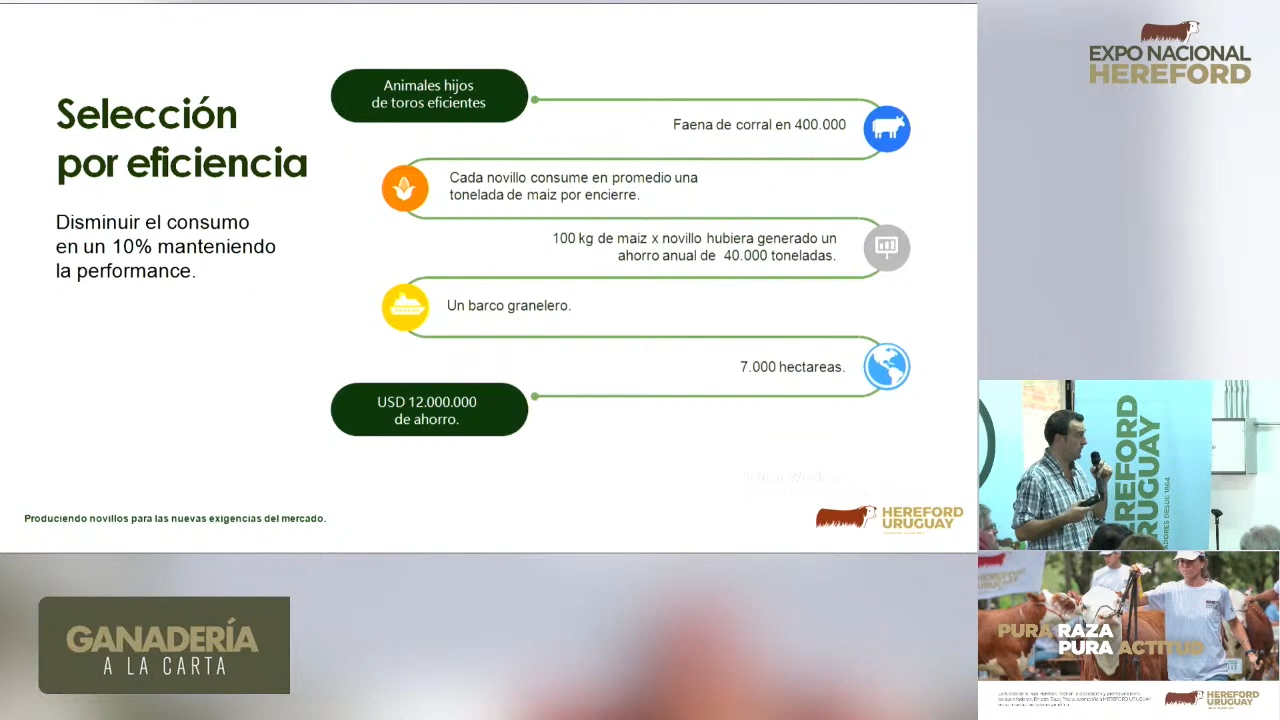 Selección
por eficiencia
Disminuir el consumo
en un 10% manteniendo
la performance.
Animales hijos
de toros eficientes
Faena de corral en 400.000
Cada novillo consume en promedio una
tonelada de maiz por encierre.
100 kg de maiz x novillo hubiera generado un
ahorro anual de 40.000 toneladas.
Un barco granelero.
7.000 hectareas.
USD 12.000.000
de ahorro.
Produciendo novillos para las nuevas exigencias del mercado.
HEREFORD
URUGUAY
EXPO NACIONAL
HEREFORD
HEREFORD
URUGUAY
ADORES DESDE 1864
HEREFORD
PURA RAZA
PURA ACTITUD
HEREFORD
URUGUAY
GANADERÍA
A LA CARTA